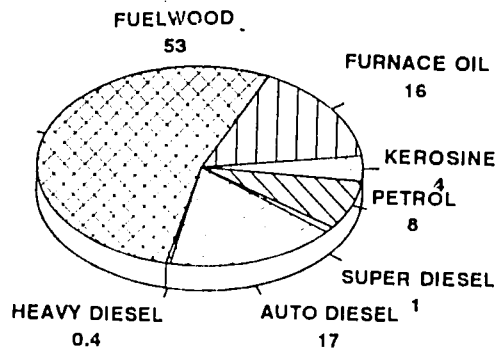 FUELWOOD
53
FURNACE OIL
16
KEROSINE
4
PETROL
8
SUPER DIESEL
1
AUTO DIESEL
17
HEAVY DIESEL
0.4